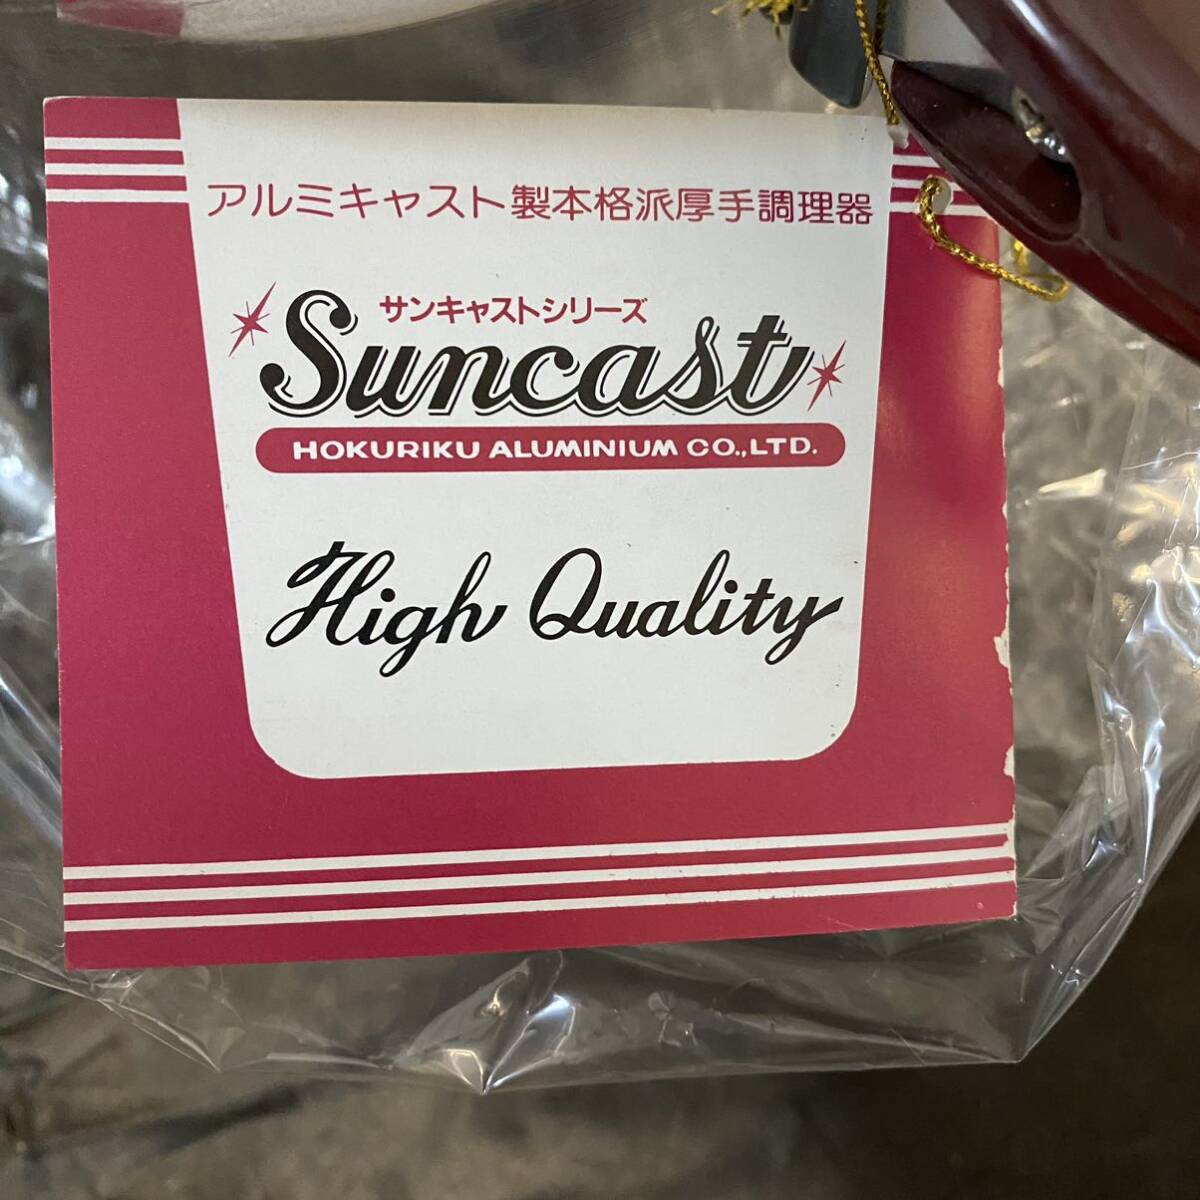 アルミキャスト製本格派厚手調理器
サンキャストシリーズ
Suncast
HOKURIKU ALUMINIUM CO.,LTD.
High Quality